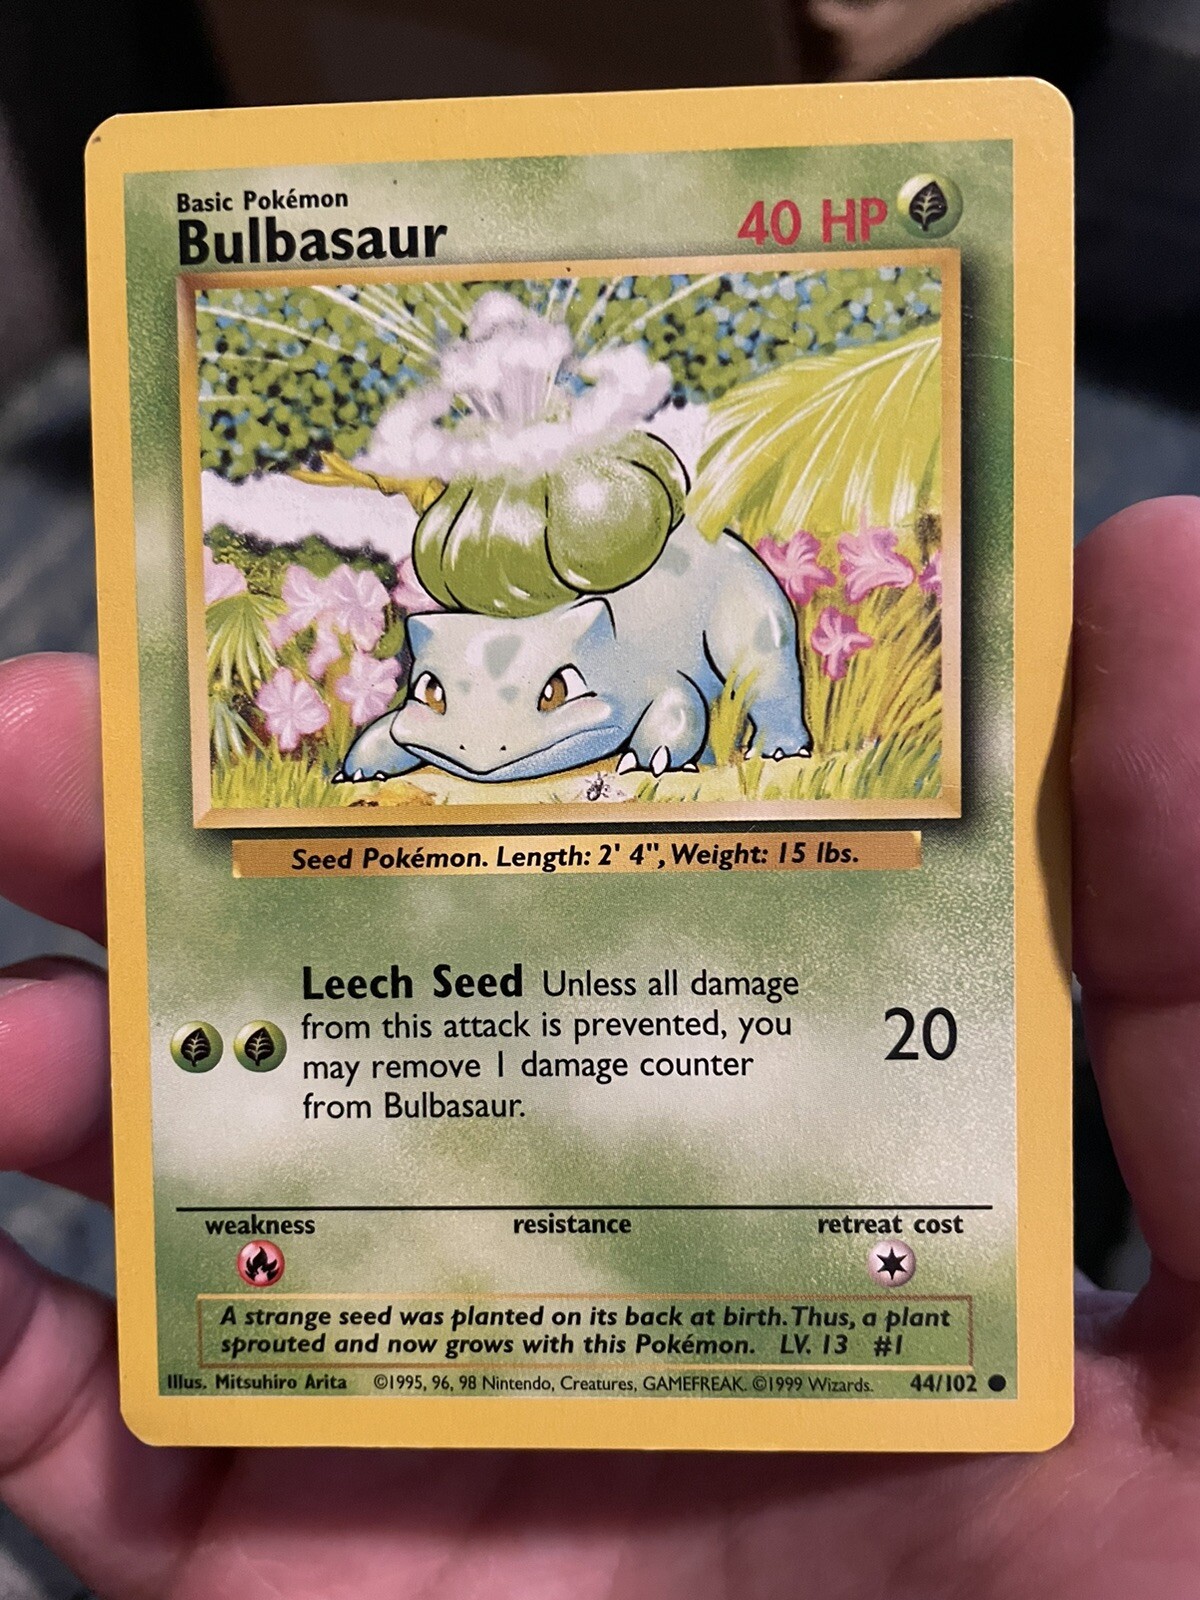 Basic Pokémon
Bulbasaur
40 HP
Seed Pokémon. Length: 2' 4", Weight: 15 lbs.
Leech Seed Unless all damage
from this attack is prevented, you
may remove 1 damage counter
from Bulbasaur.
20
weakness resistance retreat cost
A strange seed was planted on its back at birth. Thus, a plant
sprouted and now grows with this Pokémon. LV. 13 #1
Illus. Mitsuhiro Arita ©1995, 96, 98 Nintendo, Creatures, GAMEFREAK. ©1999 Wizards. 44/102